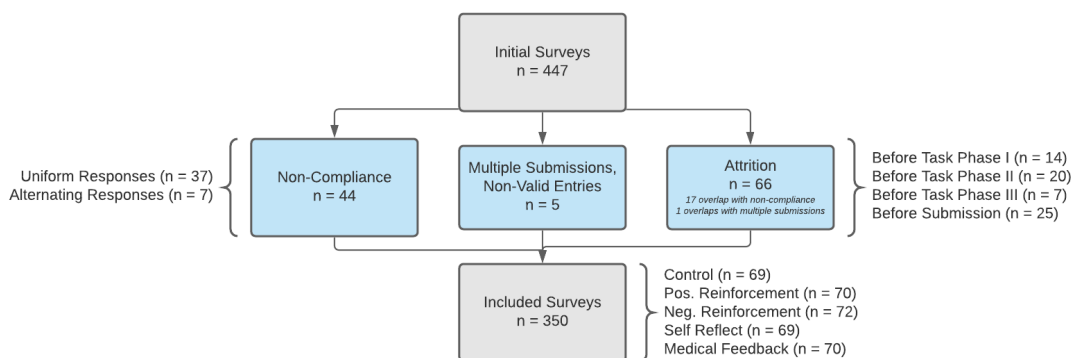 Initial Surveys
n = 447
Uniform Responses (n = 37)
Alternating Responses (n = 7)
Non-Compliance
n = 44
Multiple Submissions,
Non-Valid Entries
n = 5
Attrition
n = 66
17 overlap with non-compliance
1 overlaps with multiple submissions
Before Task Phase I (n = 14)
Before Task Phase II (n = 20)
Before Task Phase III (n = 7)
Before Submission (n = 25)
Included Surveys
n = 350
Control (n = 69)
Pos. Reinforcement (n = 70)
Neg. Reinforcement (n = 72)
Self Reflect (n = 69)
Medical Feedback (n = 70)